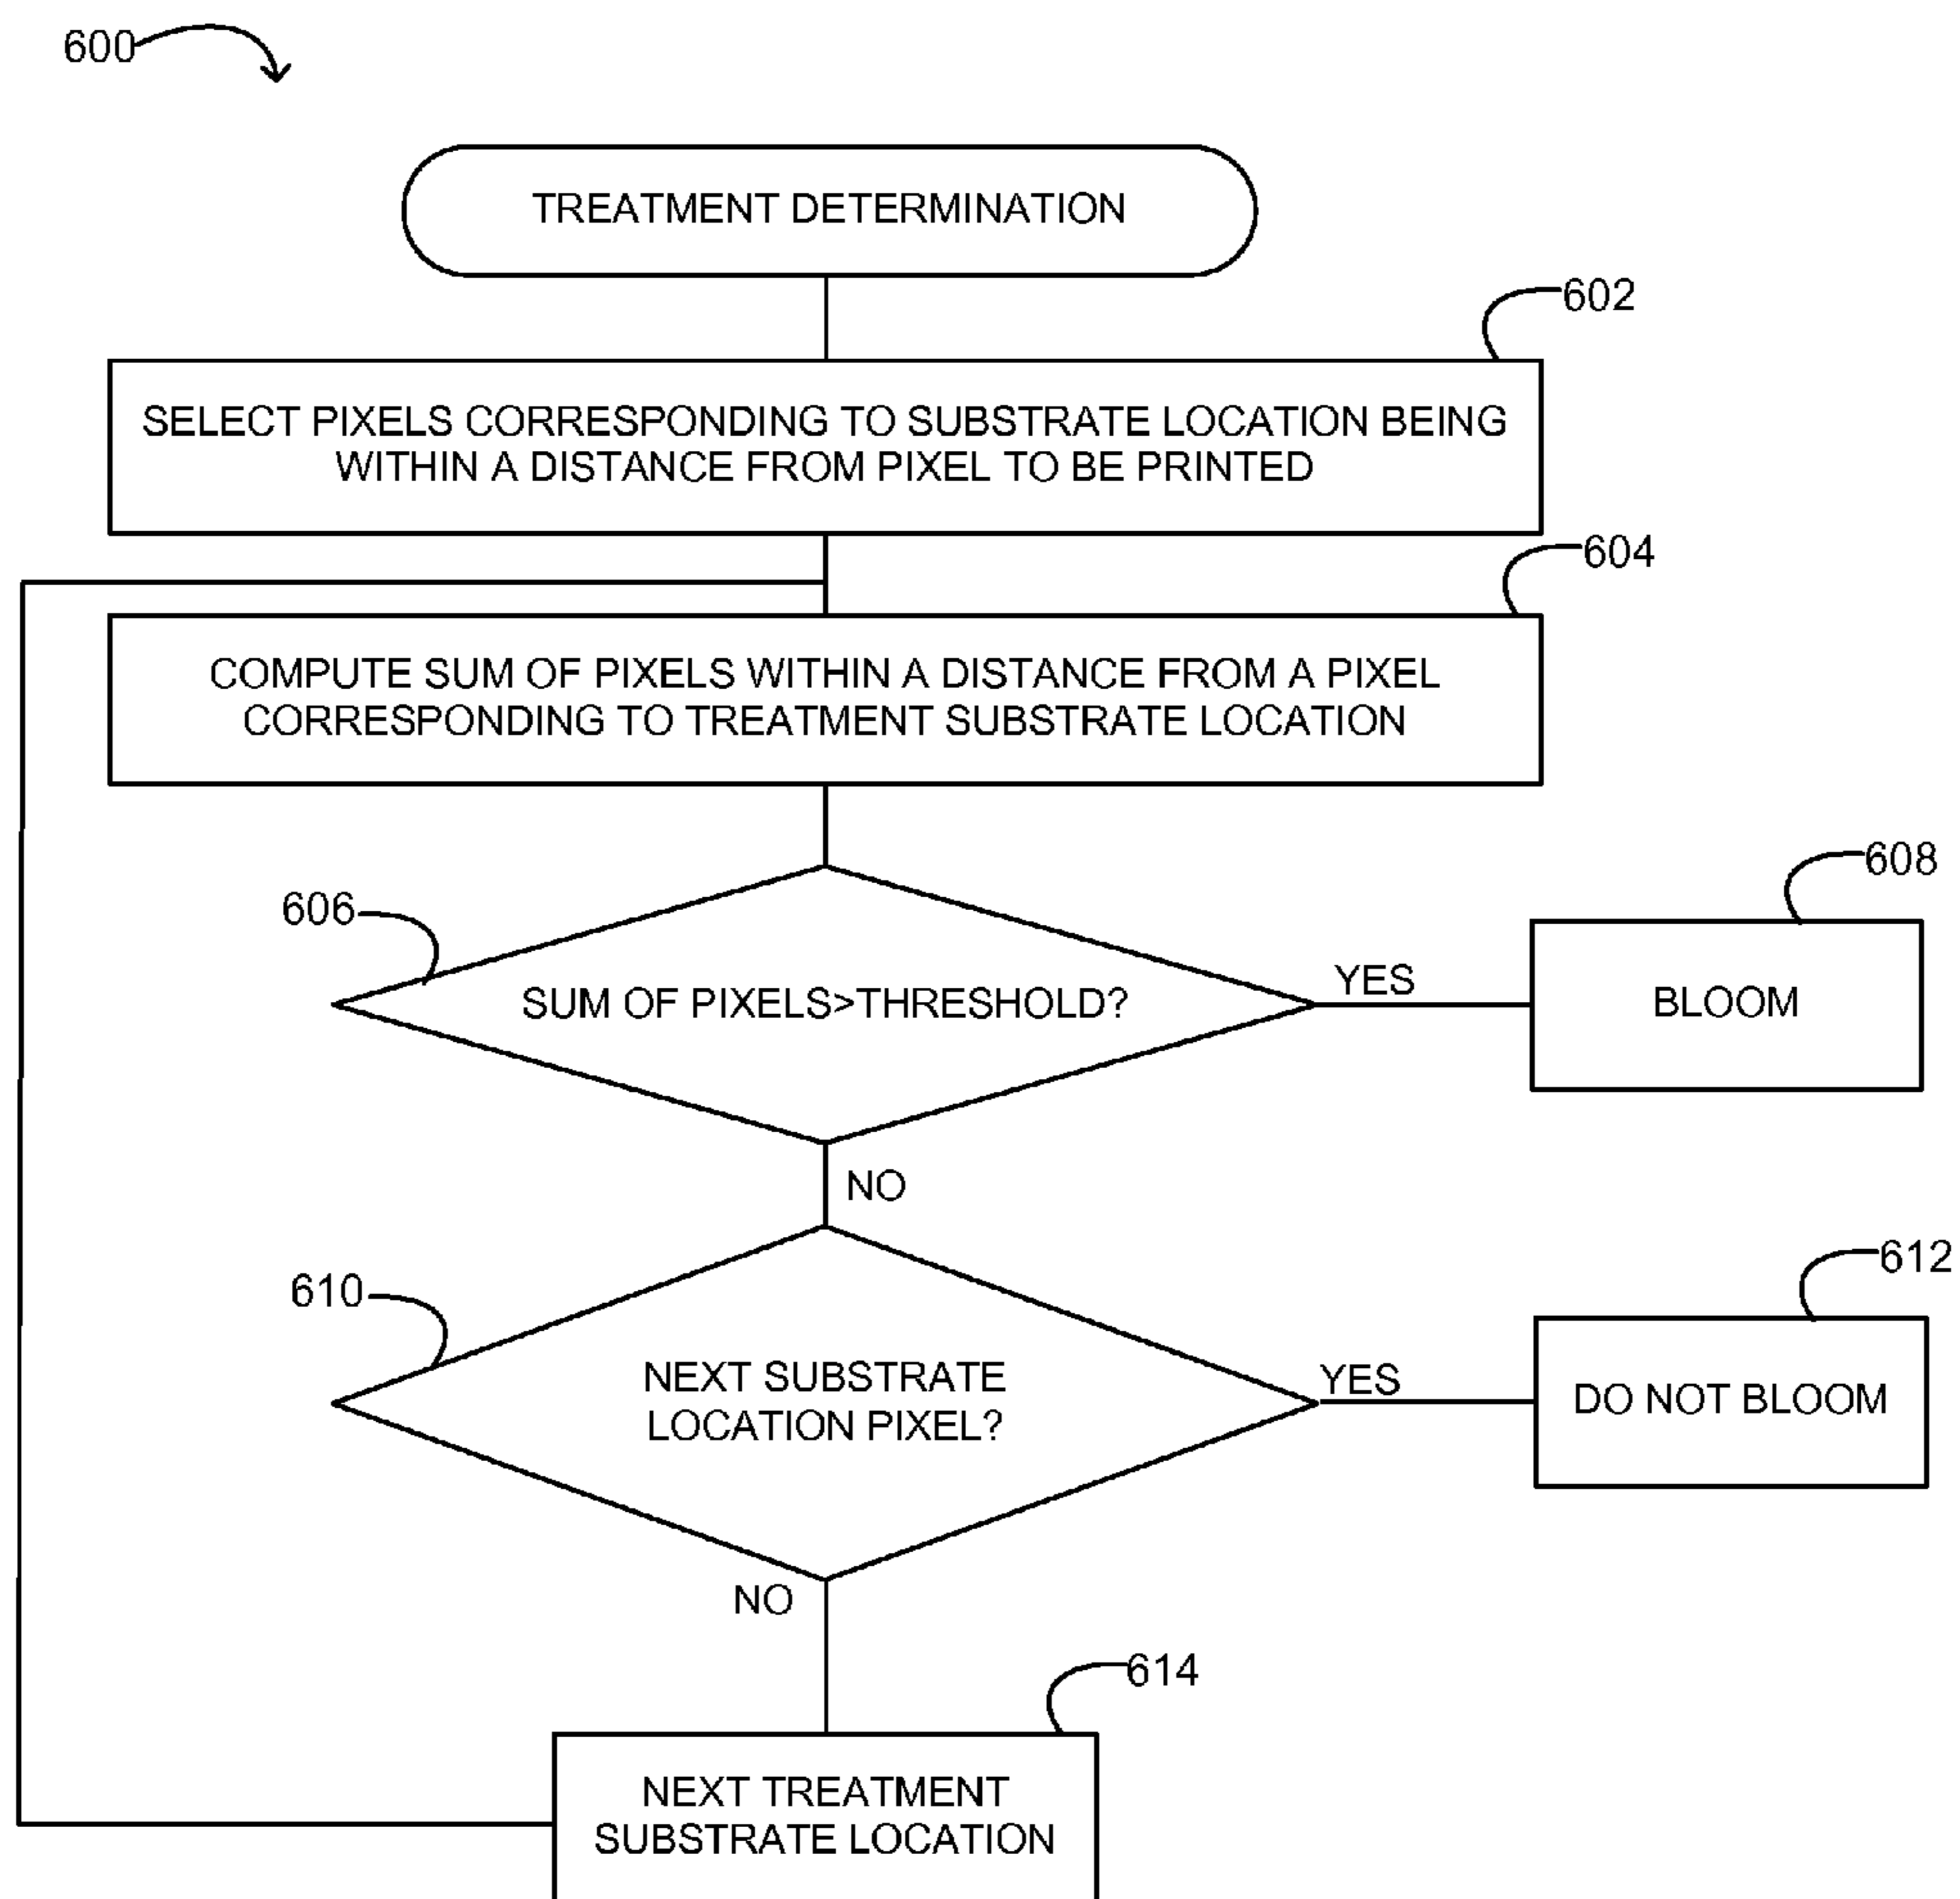 600
TREATMENT DETERMINATION
602
SELECT PIXELS CORRESPONDING TO SUBSTRATE LOCATION BEING
WITHIN A DISTANCE FROM PIXEL TO BE PRINTED
604
COMPUTE SUM OF PIXELS WITHIN A DISTANCE FROM A PIXEL
CORRESPONDING TO TREATMENT SUBSTRATE LOCATION
606
SUM OF PIXELS>THRESHOLD?
YES
608
BLOOM
NO
610
NEXT SUBSTRATE
LOCATION PIXEL?
YES
612
DO NOT BLOOM
NO
614
NEXT TREATMENT
SUBSTRATE LOCATION